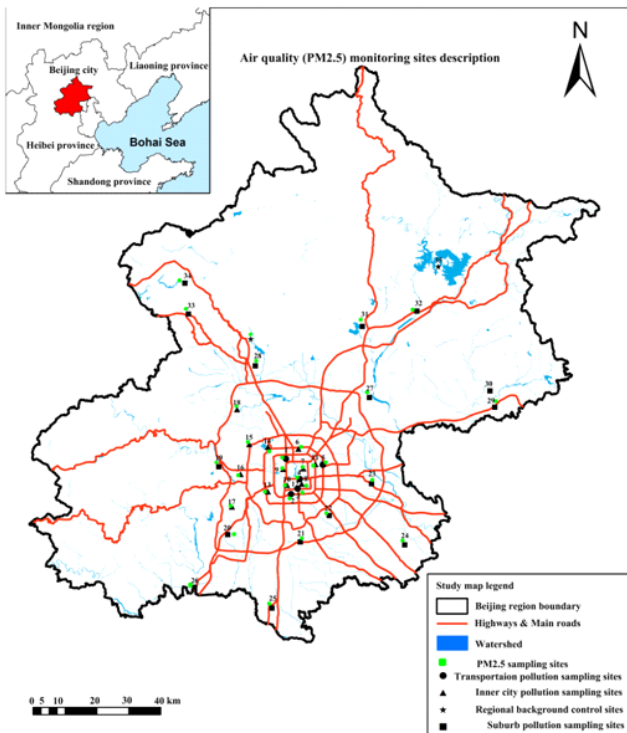 Inner Mongolia region
Beijing city
Liaoning province
Heibei province
Bohai Sea
Shandong province
Air quality (PM2.5) monitoring sites description
N
34
33
32
31
30
29
28
27
18
15
6
16
17
13
21
24
25
Study map legend
Beijing region boundary
Highways & Main roads
Watershed
PM2.5 sampling sites
Transportaion pollution sampling sites
Inner city pollution sampling sites
Regional background control sites
Suburb pollution sampling sites
0 5 10 20 30 40 km